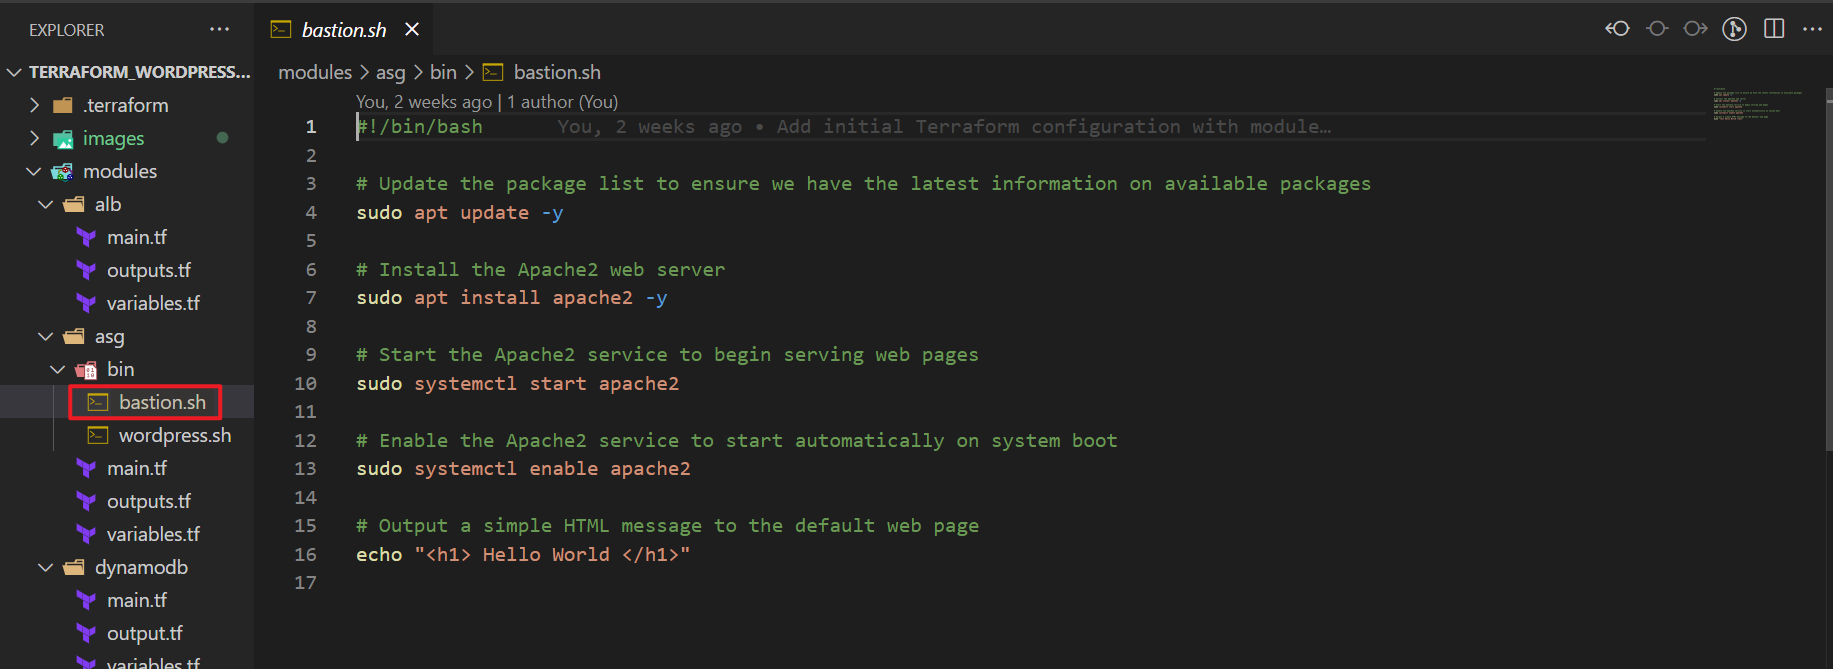 EXPLORER
TERRAFORM_WORDPRESS...
.terraform
images
modules
alb
main.tf
outputs.tf
variables.tf
asg
bin
bastion.sh
wordpress.sh
main.tf
outputs.tf
variables.tf
dynamodb
main.tf
output.tf
variables.tf
bastion.sh
modules > asg > bin > bastion.sh
You, 2 weeks ago | 1 author (You)
1 #!/bin/bash You, 2 weeks ago • Add initial Terraform configuration with module…
2
3 # Update the package list to ensure we have the latest information on available packages
4 sudo apt update -y
5
6 # Install the Apache2 web server
7 sudo apt install apache2 -y
8
9 # Start the Apache2 service to begin serving web pages
10 sudo systemctl start apache2
11
12 # Enable the Apache2 service to start automatically on system boot
13 sudo systemctl enable apache2
14
15 # Output a simple HTML message to the default web page
16 echo "<h1> Hello World </h1>"
17